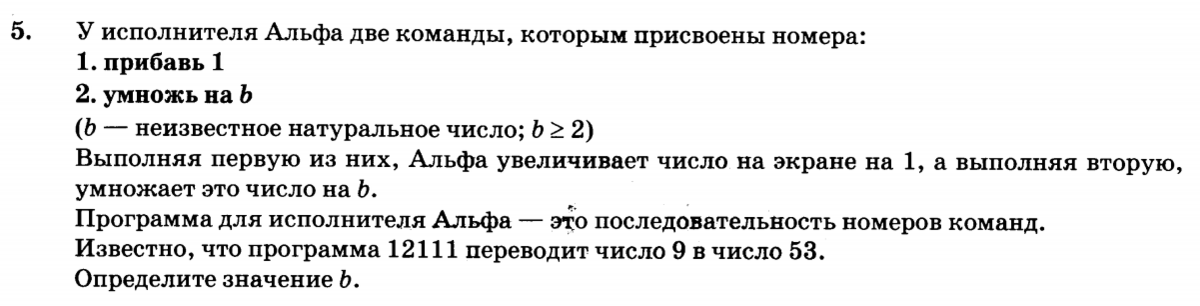 5. У исполнителя Альфа две команды, которым присвоены номера:
1. прибавь 1
2. умножь на b
(b — неизвестное натуральное число; b ≥ 2)
Выполняя первую из них, Альфа увеличивает число на экране на 1, а выполняя вторую,
умножает это число на b.
Программа для исполнителя Альфа — это последовательность номеров команд.
Известно, что программа 12111 переводит число 9 в число 53.
Определите значение b.